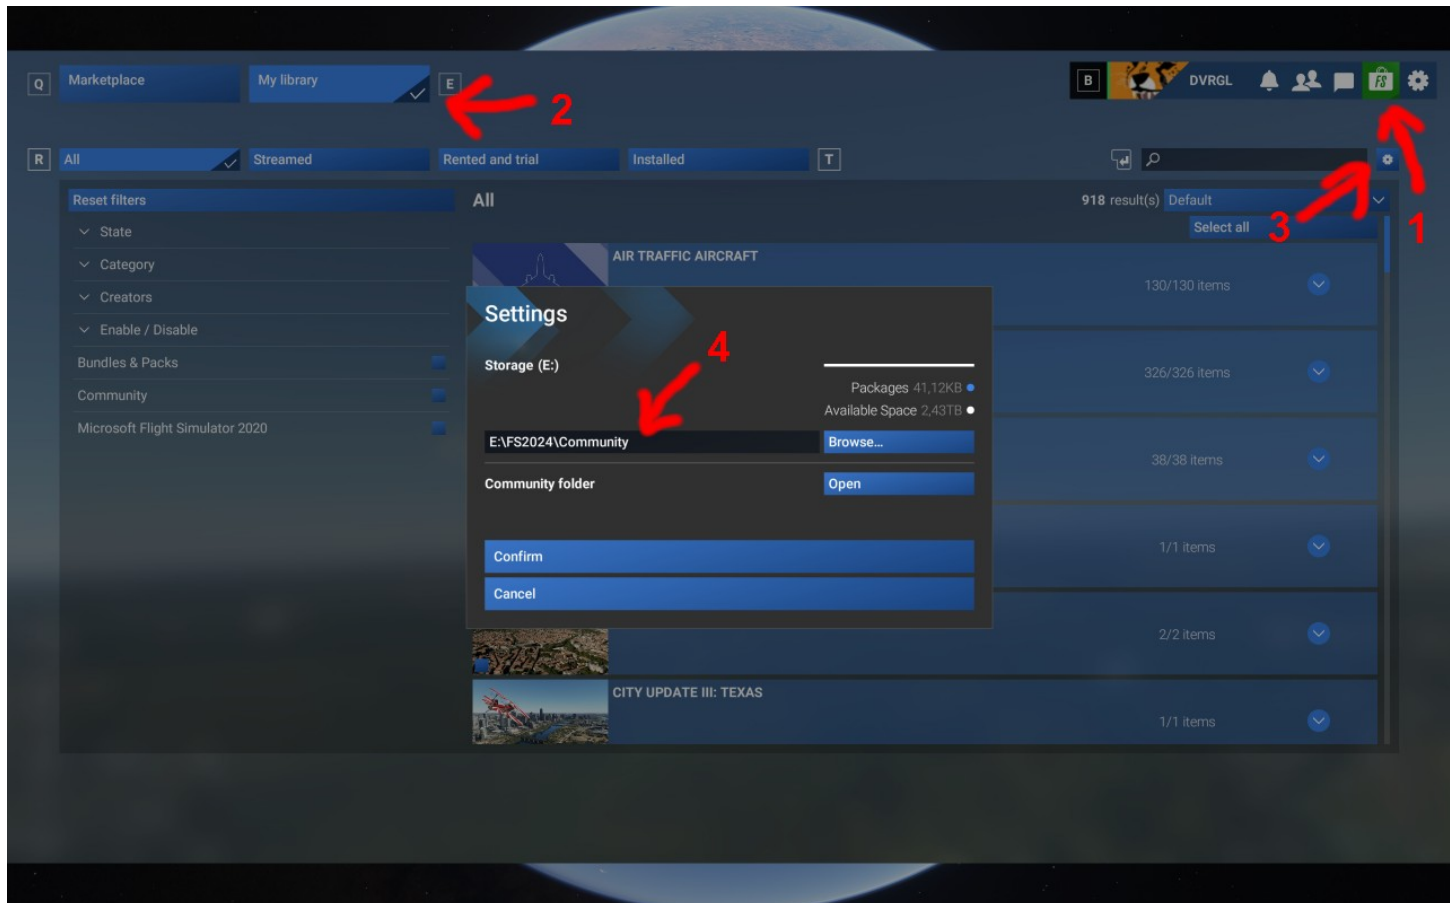 Q Marketplace My library E 2
B DVRGL FS
R All Streamed Rented and trial Installed T
1
Reset filters
All
918 result(s) Default
Select all
3
State
Category
Creators
Enable / Disable
Bundles & Packs
Community
Microsoft Flight Simulator 2020
AIR TRAFFIC AIRCRAFT
130/130 items
326/326 items
38/38 items
1/1 items
2/2 items
CITY UPDATE III: TEXAS
1/1 items
Settings
4
Storage (E:)
Packages 41,12KB
Available Space 2,43TB
E:\FS2024\Community Browse...
Community folder Open
Confirm
Cancel